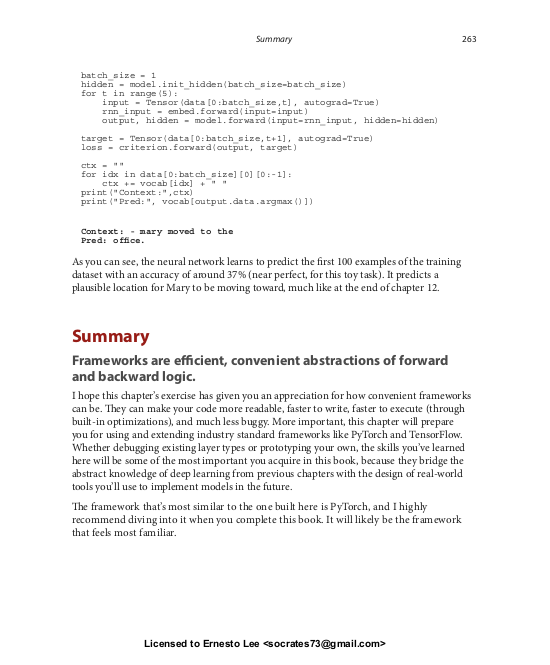 Summary
263
batch_size = 1
hidden = model.init_hidden(batch_size=batch_size)
for t in range(5):
    input = Tensor(data[0:batch_size,t], autograd=True)
    rnn_input = embed.forward(input=input)
    output, hidden = model.forward(input=rnn_input, hidden=hidden)
target = Tensor(data[0:batch_size,t+1], autograd=True)
loss = criterion.forward(output, target)
ctx = ""
for idx in data[0:batch_size][0][0:-1]:
    ctx += vocab[idx] + " "
print("Context:",ctx)
print("Pred:", vocab[output.data.argmax()])
Context: - mary moved to the
Pred: office.
As you can see, the neural network learns to predict the first 100 examples of the training
dataset with an accuracy of around 37% (near perfect, for this toy task). It predicts a
plausible location for Mary to be moving toward, much like at the end of chapter 12.
Summary
Frameworks are efficient, convenient abstractions of forward
and backward logic.
I hope this chapter's exercise has given you an appreciation for how convenient frameworks
can be. They can make your code more readable, faster to write, faster to execute (through
built-in optimizations), and much less buggy. More important, this chapter will prepare
you for using and extending industry standard frameworks like PyTorch and TensorFlow.
Whether debugging existing layer types or prototyping your own, the skills you've learned
here will be some of the most important you acquire in this book, because they bridge the
abstract knowledge of deep learning from previous chapters with the design of real-world
tools you'll use to implement models in the future.
The framework that's most similar to the one built here is PyTorch, and I highly
recommend diving into it when you complete this book. It will likely be the framework
that feels most familiar.
Licensed to Ernesto Lee <socrates73@gmail.com>